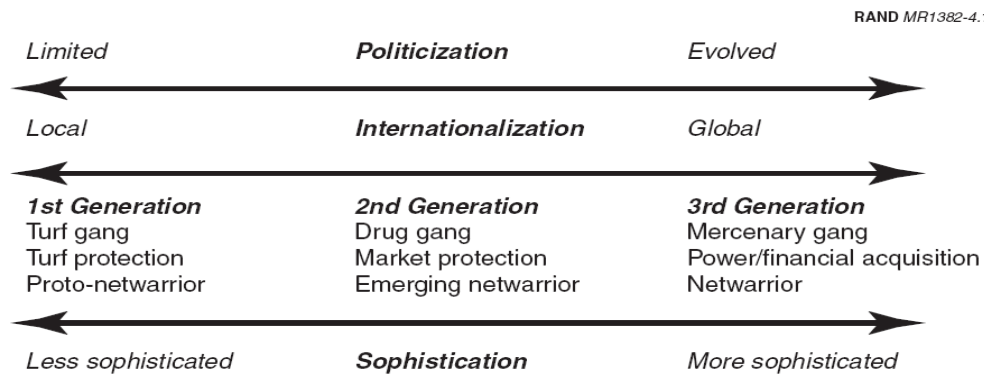 RAND MR1382-4.1
Limited Politicization Evolved
Local Internationalization Global
1st Generation 2nd Generation 3rd Generation
Turf gang Drug gang Mercenary gang
Turf protection Market protection Power/financial acquisition
Proto-netwarrior Emerging netwarrior Netwarrior
Less sophisticated Sophistication More sophisticated